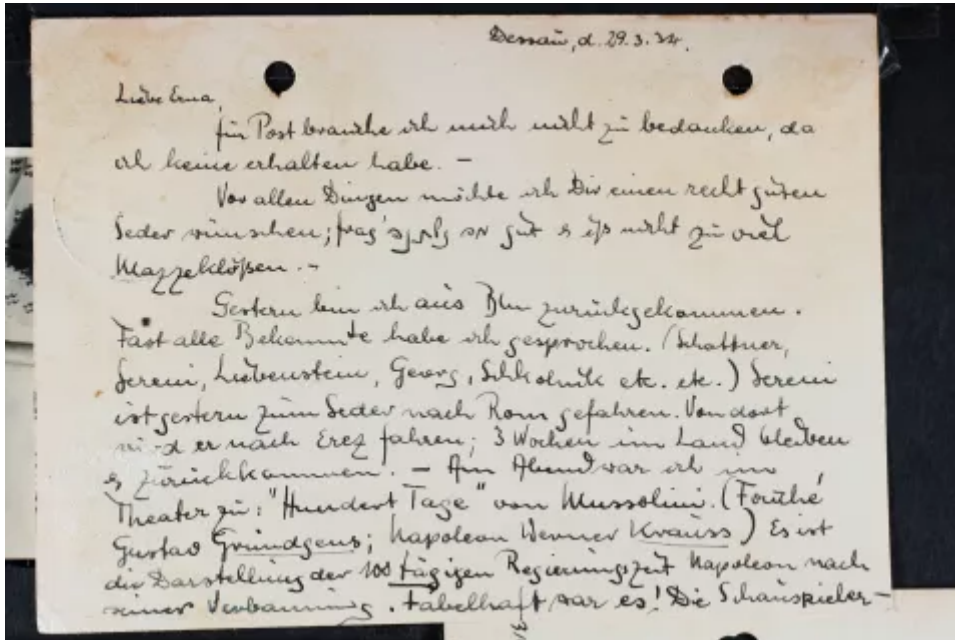 Dessau, d. 29.3.34.
Liebe Erna,
für Post brauche ich mich nicht zu bedanken, da
ich keine erhalten habe. —
Vor allen Dingen möchte ich Dir einen recht guten
Seder wünschen; frag gut & iß nicht zu viel
Mazzeklößen. —
Gestern bin ich aus Bln zurückgekommen.
Fast alle Bekannte habe ich gesprochen. (Schattner,
Sereni, Liebenstein, Georg, Schkolnik etc. etc.) Sereni
ist gestern zum Seder nach Rom gefahren. Von dort
wird er nach Erez fahren; 3 Wochen im Land bleiben
& zurückkommen. — Am Abend war ich im
Theater zu: "Hundert Tage" von Mussolini. (Fouché
Gustav Gründgens; Napoleon Werner Krauss) Es ist
die Darstellung der 100 tägigen Regierungszeit Napoleon nach
seiner Verbannung. Fabelhaft war es! Die Schauspieler-